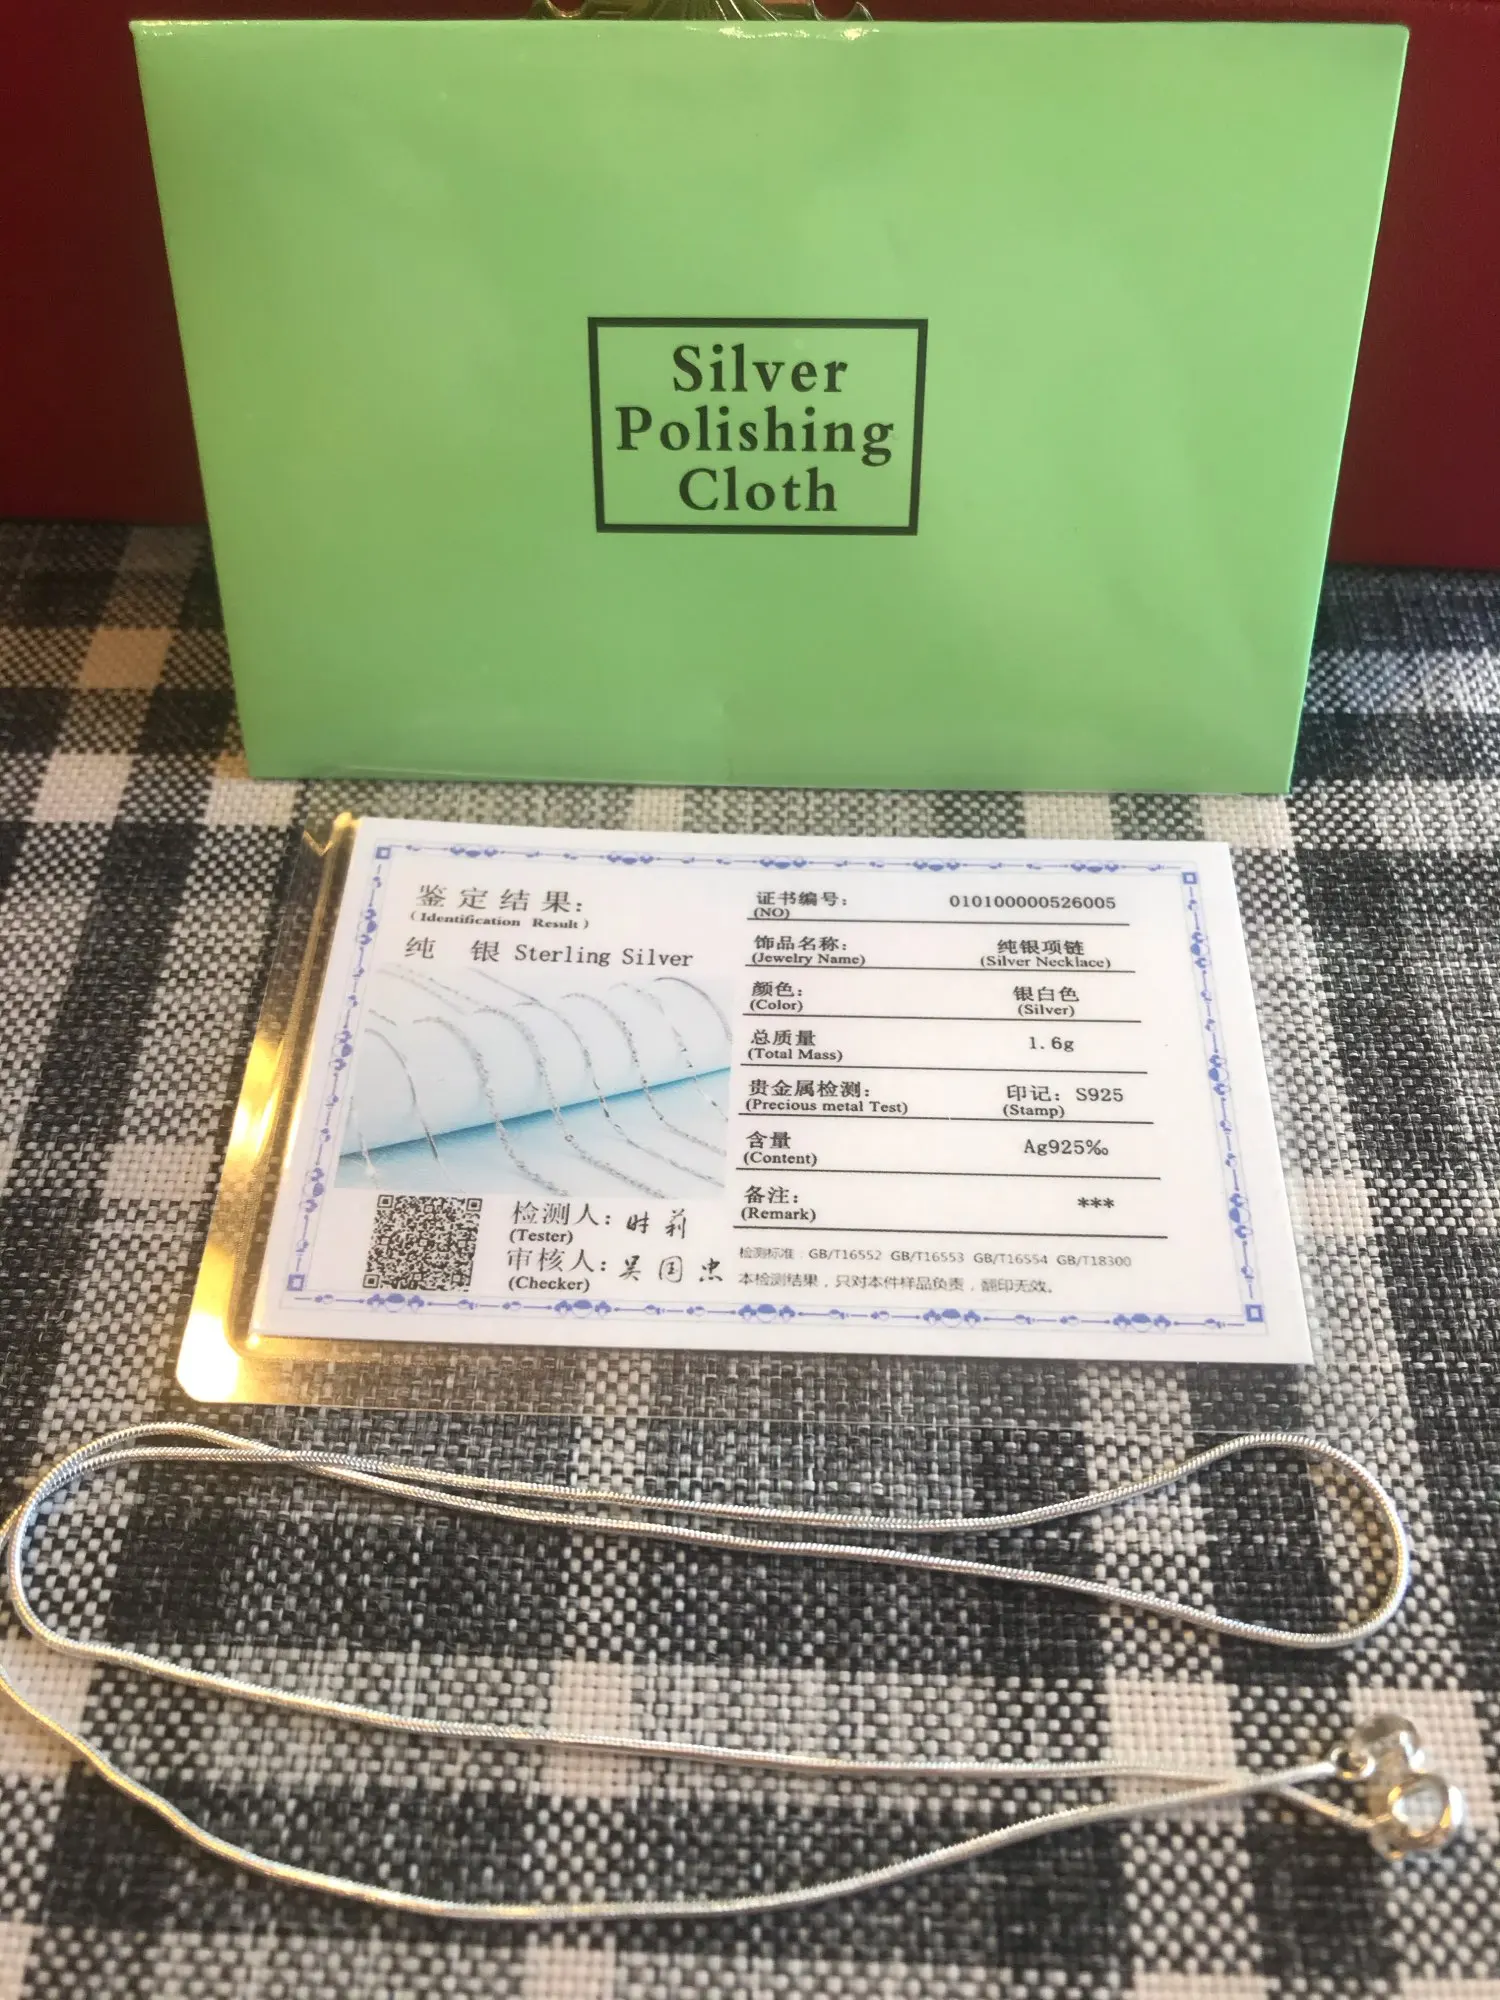 Silver
Polishing
Cloth
鉴定结果:
(Identification Result)
纯 银 Sterling Silver
检测人: 时莉
(Tester)
审核人: 吴国忠
(Checker)
证书编号: 010100000526005
(NO)
饰品名称: 纯银项链
(Jewelry Name) (Silver Necklace)
颜色: 银白色
(Color) (Silver)
总质量 1.6g
(Total Mass)
贵金属检测: 印记: S925
(Precious metal Test) (Stamp)
含量 Ag925‰
(Content)
备注: ***
(Remark)
检测标准: GB/T16552 GB/T16553 GB/T16554 GB/T18300
本检测结果，只对本件样品负责，翻印无效。